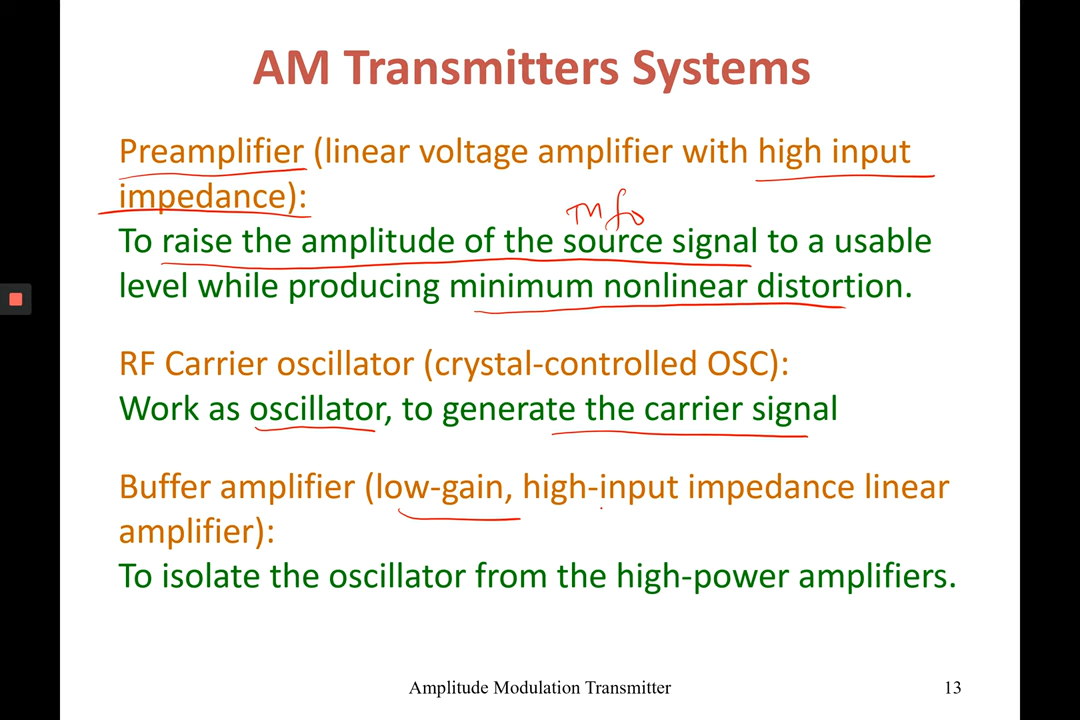 AM Transmitters Systems
Preamplifier (linear voltage amplifier with high input
impedance):
Info
To raise the amplitude of the source signal to a usable
level while producing minimum nonlinear distortion.
RF Carrier oscillator (crystal-controlled OSC):
Work as oscillator, to generate the carrier signal
Buffer amplifier (low-gain, high-input impedance linear
amplifier):
To isolate the oscillator from the high-power amplifiers.
Amplitude Modulation Transmitter 13